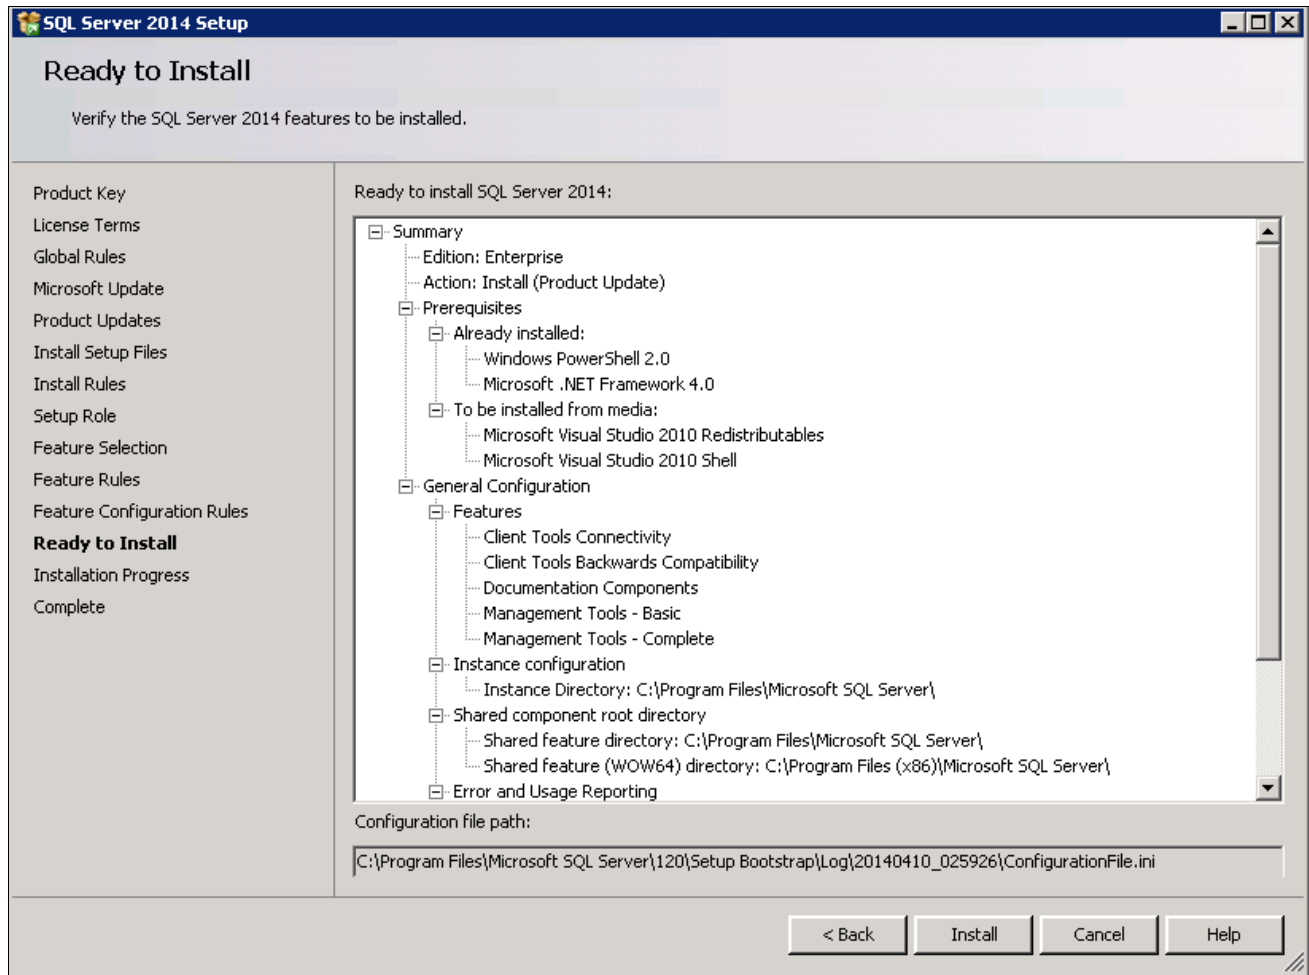 SQL Server 2014 Setup
Ready to Install
Verify the SQL Server 2014 features to be installed.
Product Key
License Terms
Global Rules
Microsoft Update
Product Updates
Install Setup Files
Install Rules
Setup Role
Feature Selection
Feature Rules
Feature Configuration Rules
Ready to Install
Installation Progress
Complete
Ready to install SQL Server 2014:
Summary
Edition: Enterprise
Action: Install (Product Update)
Prerequisites
Already installed:
Windows PowerShell 2.0
Microsoft .NET Framework 4.0
To be installed from media:
Microsoft Visual Studio 2010 Redistributables
Microsoft Visual Studio 2010 Shell
General Configuration
Features
Client Tools Connectivity
Client Tools Backwards Compatibility
Documentation Components
Management Tools - Basic
Management Tools - Complete
Instance configuration
Instance Directory: C:\Program Files\Microsoft SQL Server\
Shared component root directory
Shared feature directory: C:\Program Files\Microsoft SQL Server\
Shared feature (WOW64) directory: C:\Program Files (x86)\Microsoft SQL Server\
Error and Usage Reporting
Configuration file path:
C:\Program Files\Microsoft SQL Server\120\Setup Bootstrap\Log\20140410_025926\ConfigurationFile.ini
< Back
Install
Cancel
Help